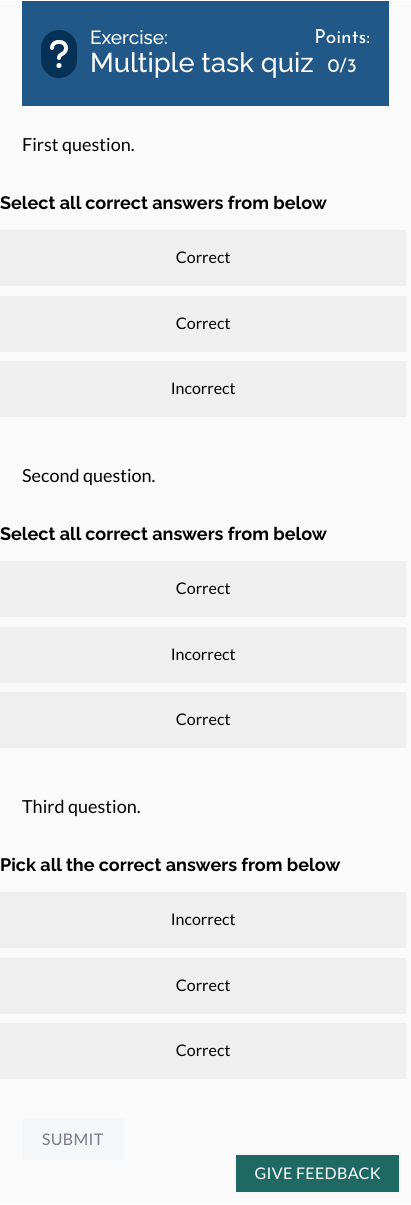 ?
Exercise:
Points:
Multiple task quiz 0/3
First question.
Select all correct answers from below
Correct
Correct
Incorrect
Second question.
Select all correct answers from below
Correct
Incorrect
Correct
Third question.
Pick all the correct answers from below
Incorrect
Correct
Correct
SUBMIT
GIVE FEEDBACK